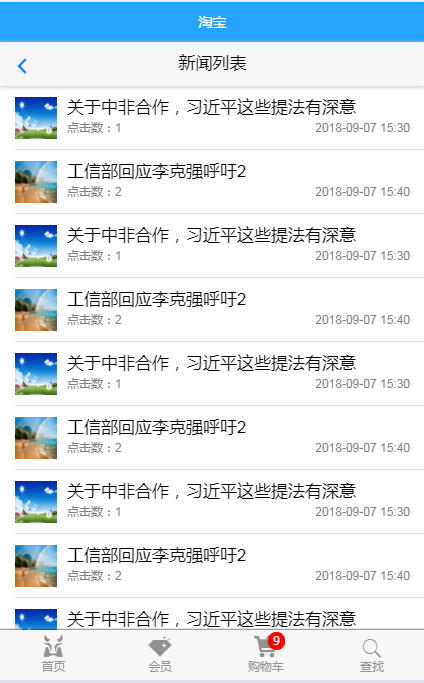 淘宝
新闻列表
关于中非合作，习近平这些提法有深意
点击数：1 2018-09-07 15:30
工信部回应李克强呼吁2
点击数：2 2018-09-07 15:40
关于中非合作，习近平这些提法有深意
点击数：1 2018-09-07 15:30
工信部回应李克强呼吁2
点击数：2 2018-09-07 15:40
关于中非合作，习近平这些提法有深意
点击数：1 2018-09-07 15:30
工信部回应李克强呼吁2
点击数：2 2018-09-07 15:40
关于中非合作，习近平这些提法有深意
点击数：1 2018-09-07 15:30
工信部回应李克强呼吁2
点击数：2 2018-09-07 15:40
关于中非合作，习近平这些提法有深意
9
首页 会员 购物车 查找